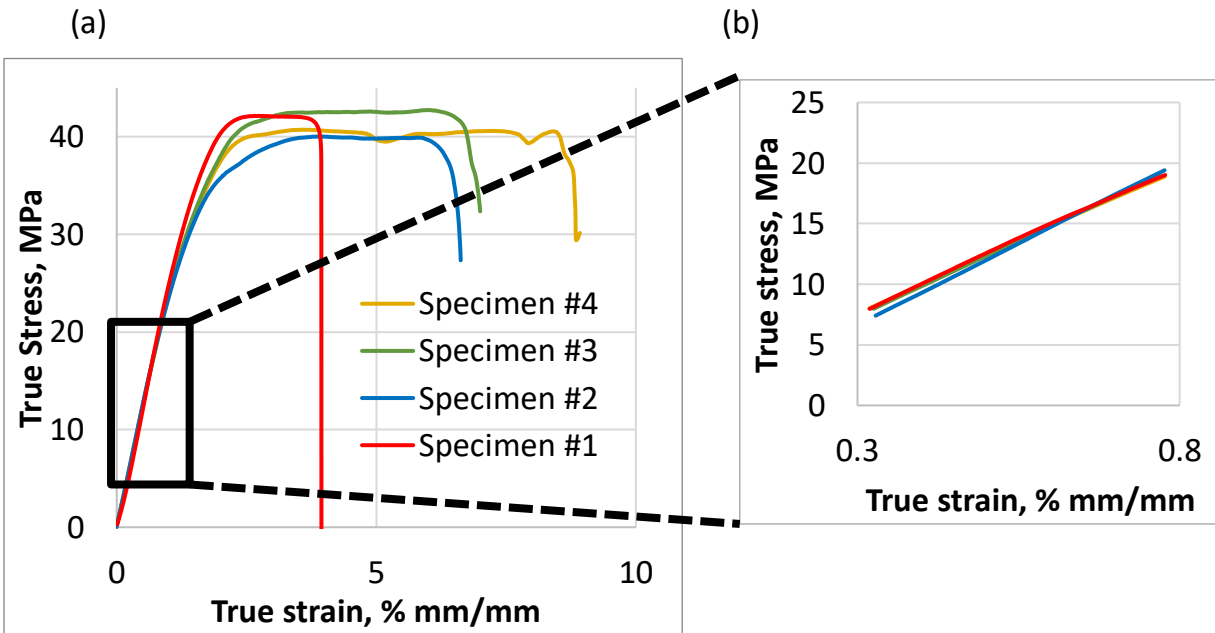 (a)
True Stress, MPa
40
30
20
10
0
0
5
10
True strain, % mm/mm
Specimen #4
Specimen #3
Specimen #2
Specimen #1
(b)
True stress, MPa
25
20
15
10
5
0
0.3
0.8
True strain, % mm/mm